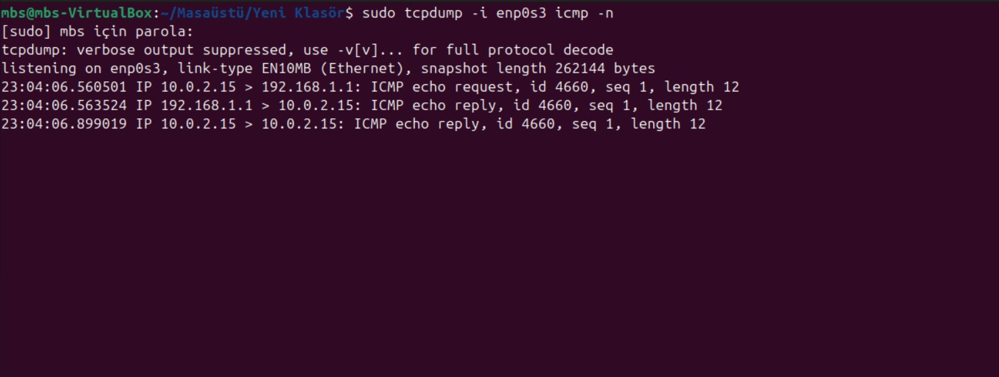 mbs@mbs-VirtualBox:~/Masaüstü/Yeni Klasör$ sudo tcpdump -i enp0s3 icmp -n
[sudo] mbs için parola:
tcpdump: verbose output suppressed, use -v[v]... for full protocol decode
listening on enp0s3, link-type EN10MB (Ethernet), snapshot length 262144 bytes
23:04:06.560501 IP 10.0.2.15 > 192.168.1.1: ICMP echo request, id 4660, seq 1, length 12
23:04:06.563524 IP 192.168.1.1 > 10.0.2.15: ICMP echo reply, id 4660, seq 1, length 12
23:04:06.899019 IP 10.0.2.15 > 10.0.2.15: ICMP echo reply, id 4660, seq 1, length 12